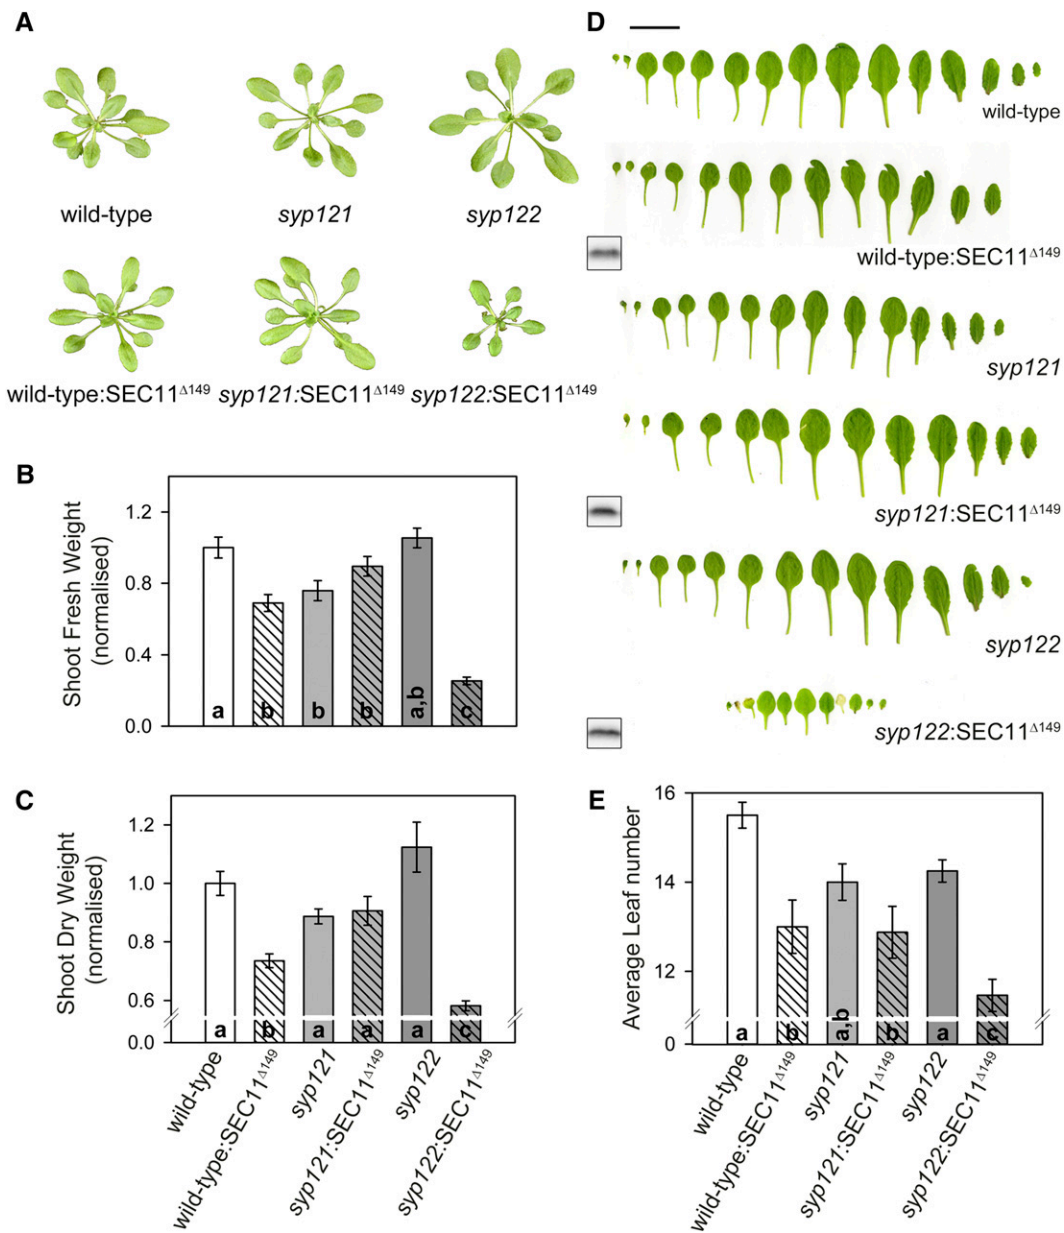 A
wild-type
syp121
syp122
wild-type:SEC11Δ149
syp121:SEC11Δ149
syp122:SEC11Δ149
B
Shoot Fresh Weight
(normalised)
1.2
0.8
0.4
0.0
a
b
b
b
a,b
c
C
Shoot Dry Weight
(normalised)
1.2
1.0
0.8
0.6
0.0
a
b
a
a
a
c
wild-type
wild-type:SEC11Δ149
syp121
syp121:SEC11Δ149
syp122
syp122:SEC11Δ149
D
wild-type
wild-type:SEC11Δ149
syp121
syp121:SEC11Δ149
syp122
syp122:SEC11Δ149
E
Average Leaf number
16
14
12
0
a
b
a,b
b
a
c
wild-type
wild-type:SEC11Δ149
syp121
syp121:SEC11Δ149
syp122
syp122:SEC11Δ149